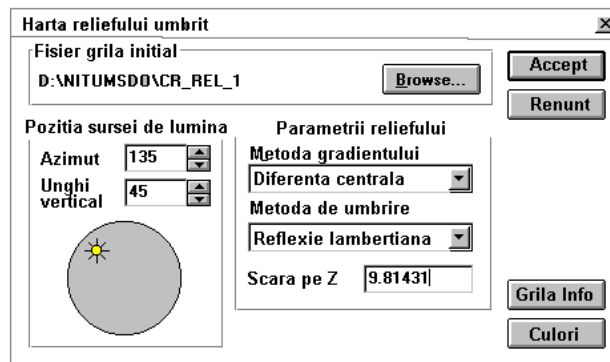 Harta reliefului umbrit
Fisier grila initial
D:\NITUMSDO\CR_REL_1
Browse...
Accept
Renunt
Pozitia sursei de lumina
Azimut 135
Unghi vertical 45
Parametrii reliefului
Metoda gradientului
Diferenta centrala
Metoda de umbrire
Reflexie lambertiana
Scara pe Z 9.81431
Grila Info
Culori